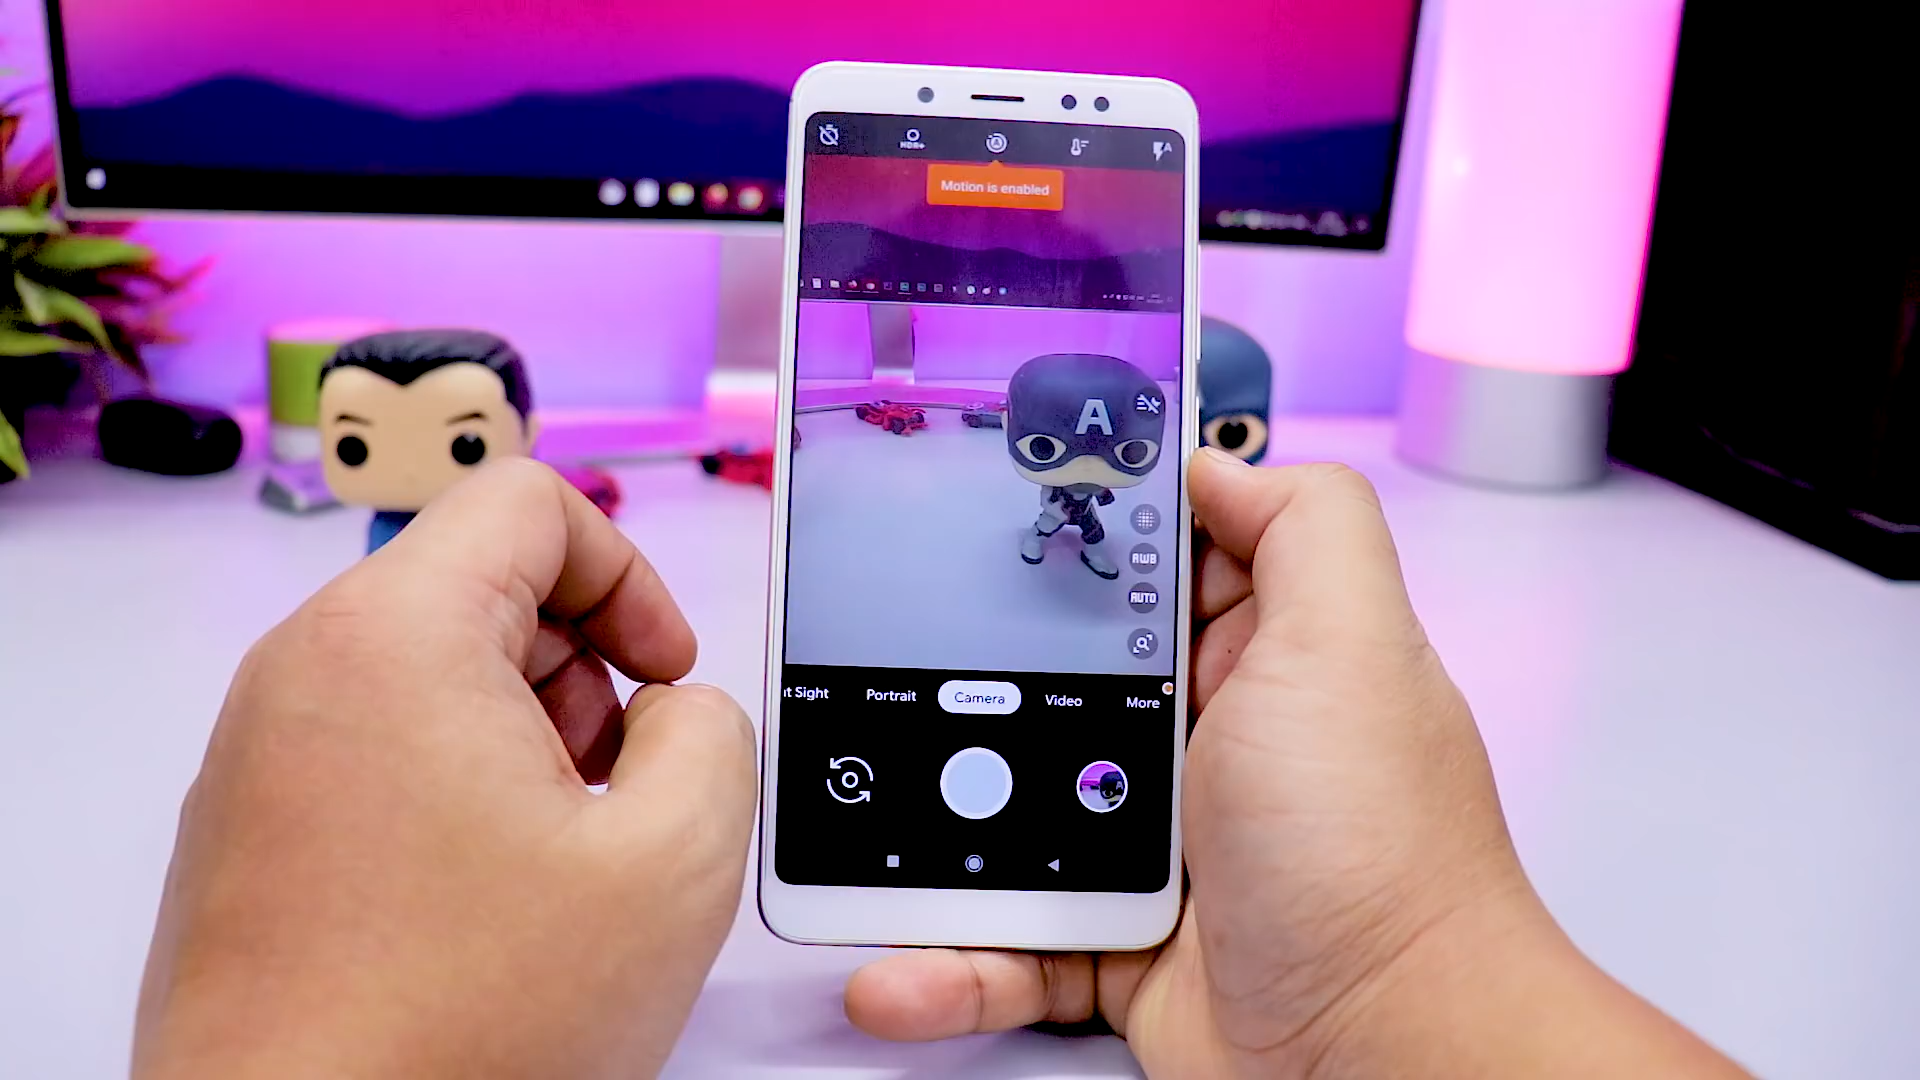 HDR+
A
A
Motion is enabled
A
AWB
AUTO
t Sight
Portrait
Camera
Video
More